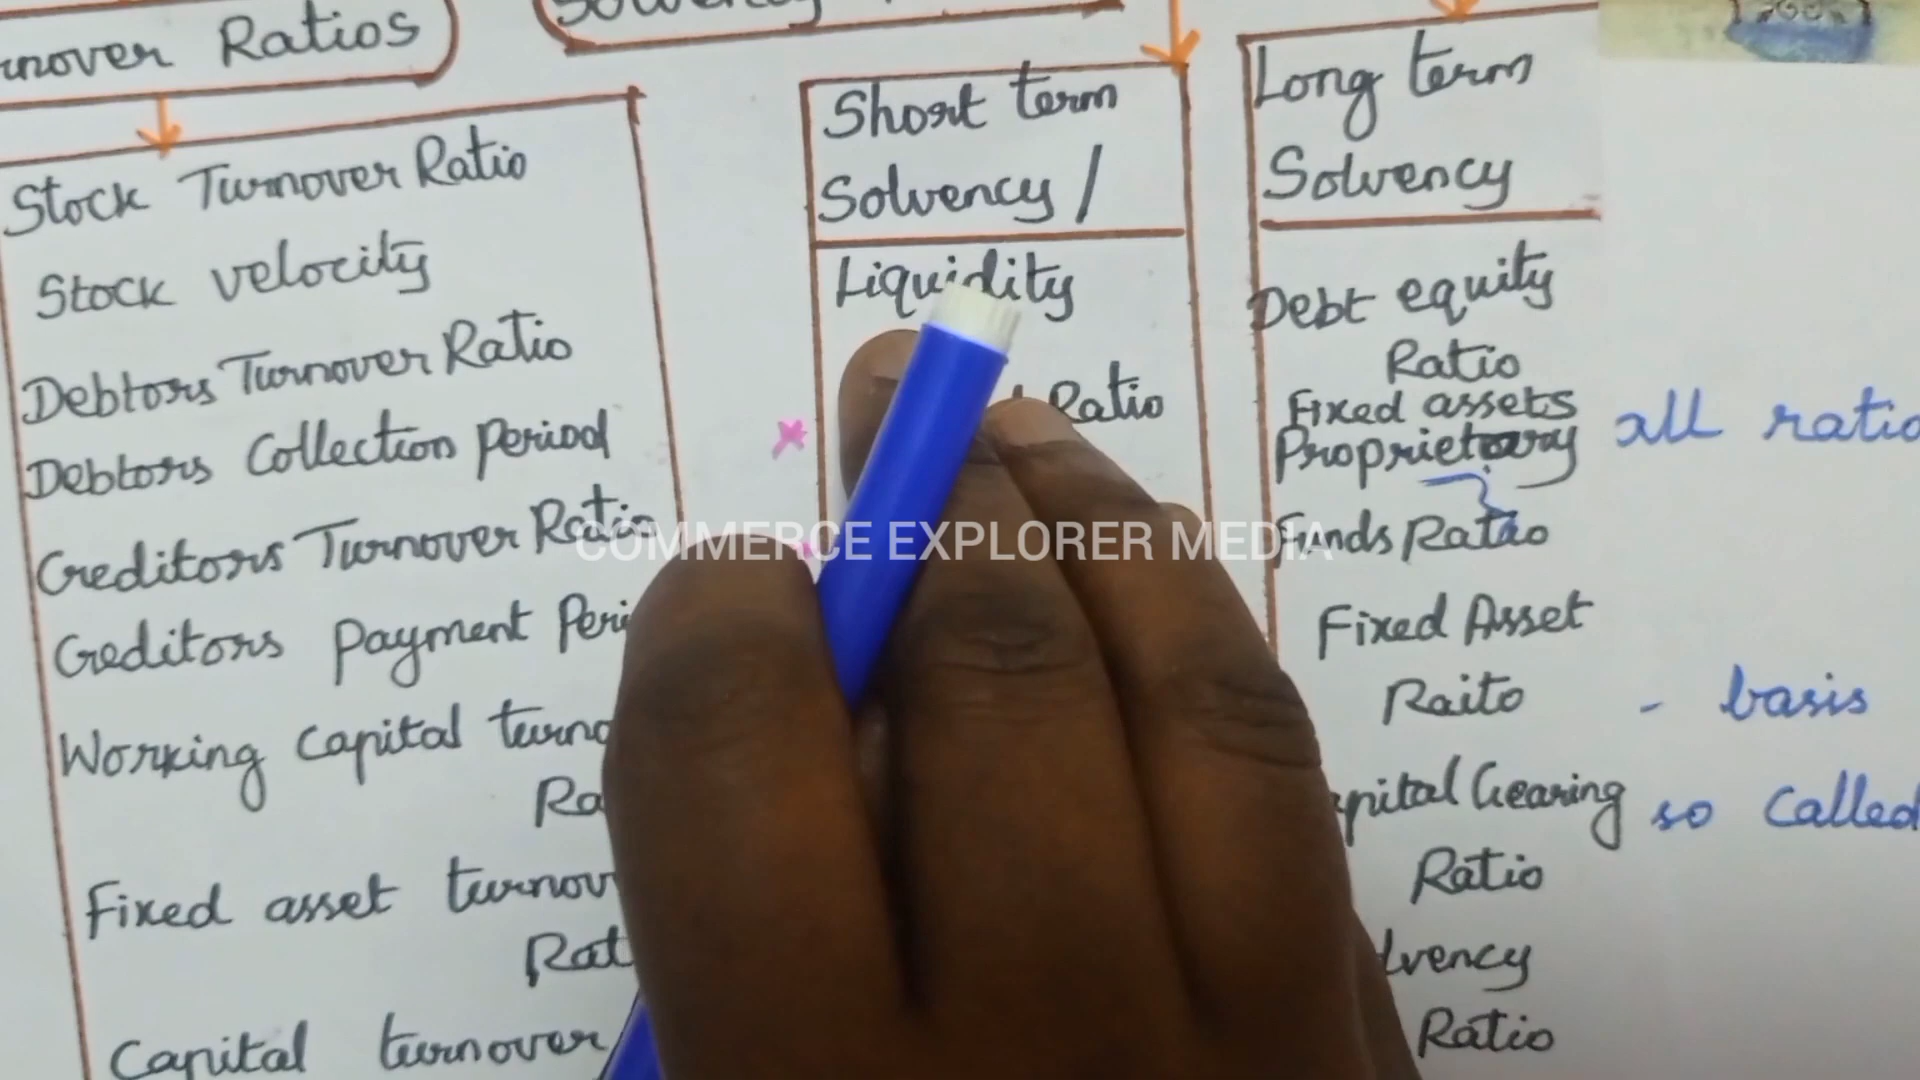 Ratios
Stock Turnover Ratio
Stock velocity
Debtors Turnover Ratio
Debtors Collection Period
Creditors Turnover Ratio
Creditors payment
Working Capital
Fixed asset
Capital turnover
Short term
Solvency /
Liquidity
Ratio
Long term
Solvency
Debt equity
Ratio
Fixed assets
Proprietary
Funds Ratio
Fixed Asset
Raito
Gearing
Ratio
Ratio
all
- basis
so called
COMMERCE EXPLORER MEDIA